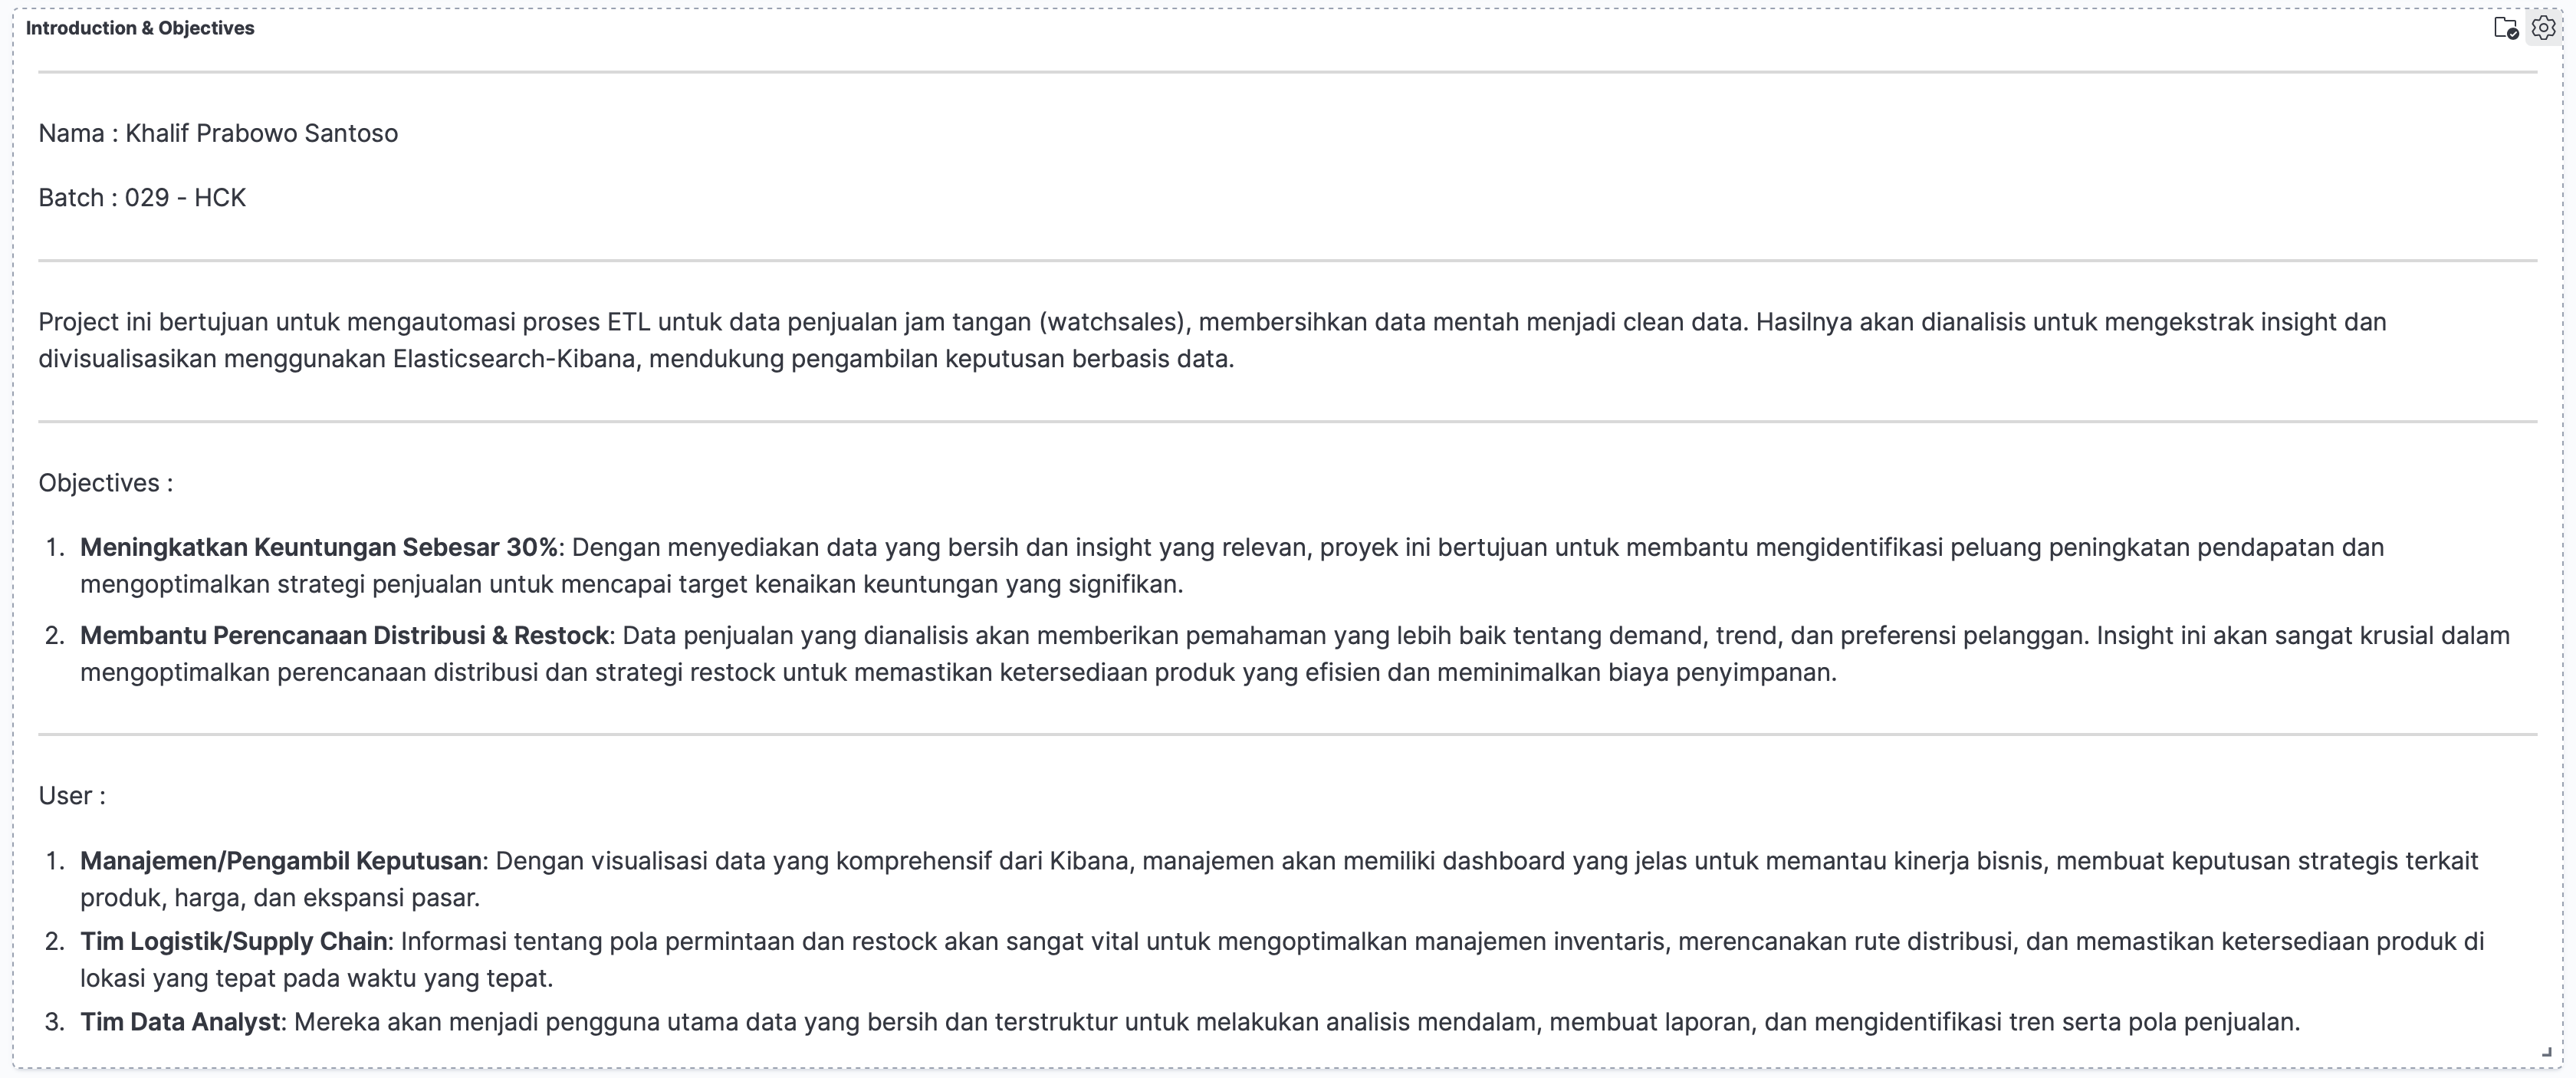 Introduction & Objectives
Nama : Khalif Prabowo Santoso
Batch : 029 - HCK
Project ini bertujuan untuk mengautomasi proses ETL untuk data penjualan jam tangan (watchsales), membersihkan data mentah menjadi clean data. Hasilnya akan dianalisis untuk mengekstrak insight dan
divisualisasikan menggunakan Elasticsearch-Kibana, mendukung pengambilan keputusan berbasis data.
Objectives :
1. Meningkatkan Keuntungan Sebesar 30%: Dengan menyediakan data yang bersih dan insight yang relevan, proyek ini bertujuan untuk membantu mengidentifikasi peluang peningkatan pendapatan dan
mengoptimalkan strategi penjualan untuk mencapai target kenaikan keuntungan yang signifikan.
2. Membantu Perencanaan Distribusi & Restock: Data penjualan yang dianalisis akan memberikan pemahaman yang lebih baik tentang demand, trend, dan preferensi pelanggan. Insight ini akan sangat krusial dalam
mengoptimalkan perencanaan distribusi dan strategi restock untuk memastikan ketersediaan produk yang efisien dan meminimalkan biaya penyimpanan.
User :
1. Manajemen/Pengambil Keputusan: Dengan visualisasi data yang komprehensif dari Kibana, manajemen akan memiliki dashboard yang jelas untuk memantau kinerja bisnis, membuat keputusan strategis terkait
produk, harga, dan ekspansi pasar.
2. Tim Logistik/Supply Chain: Informasi tentang pola permintaan dan restock akan sangat vital untuk mengoptimalkan manajemen inventaris, merencanakan rute distribusi, dan memastikan ketersediaan produk di
lokasi yang tepat pada waktu yang tepat.
3. Tim Data Analyst: Mereka akan menjadi pengguna utama data yang bersih dan terstruktur untuk melakukan analisis mendalam, membuat laporan, dan mengidentifikasi tren serta pola penjualan.